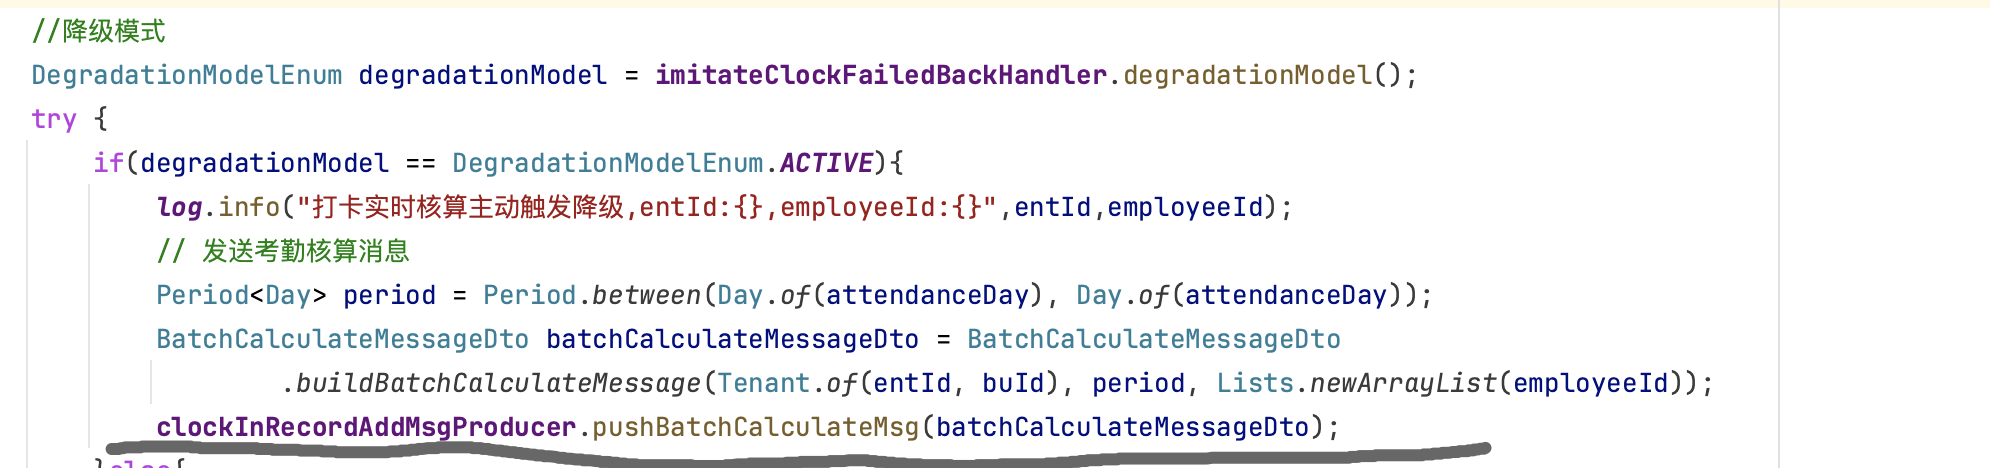 //降级模式
DegradationModelEnum degradationModel = imitateClockFailedBackHandler.degradationModel();
try {
if(degradationModel == DegradationModelEnum.ACTIVE){
log.info("打卡实时核算主动触发降级,entId:{},employeeId:{}",entId,employeeId);
// 发送考勤核算消息
Period<Day> period = Period.between(Day.of(attendanceDay), Day.of(attendanceDay));
BatchCalculateMessageDto batchCalculateMessageDto = BatchCalculateMessageDto
.buildBatchCalculateMessage(Tenant.of(entId, buId), period, Lists.newArrayList(employeeId));
clockInRecordAddMsgProducer.pushBatchCalculateMsg(batchCalculateMessageDto);
}else{